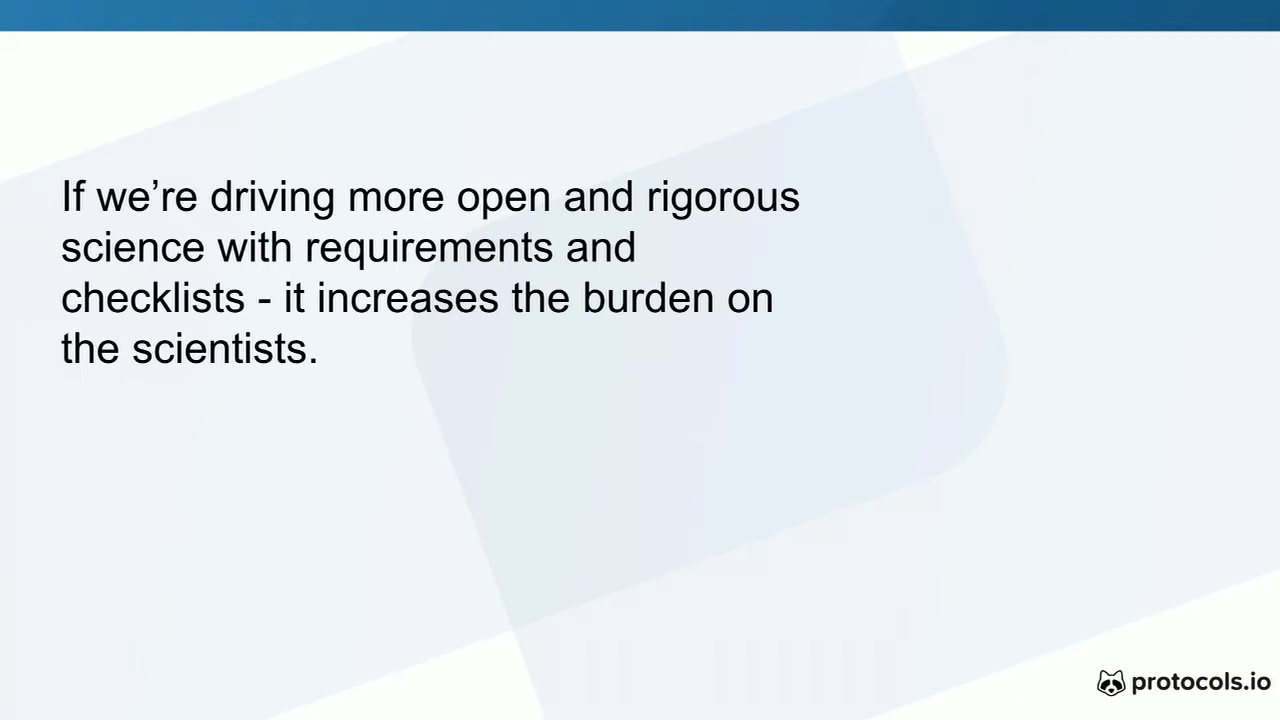 If we’re driving more open and rigorous
science with requirements and
checklists - it increases the burden on
the scientists.
protocols.io